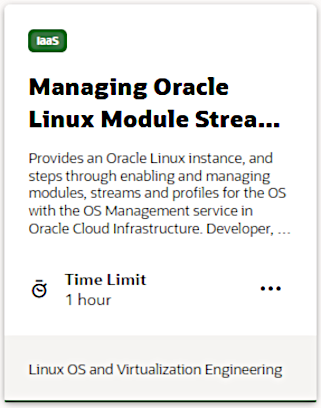 IaaS
Managing Oracle
Linux Module Strea...
Provides an Oracle Linux instance, and
steps through enabling and managing
modules, streams and profiles for the OS
with the OS Management service in
Oracle Cloud Infrastructure. Developer, ...
Time Limit
1 hour
Linux OS and Virtualization Engineering